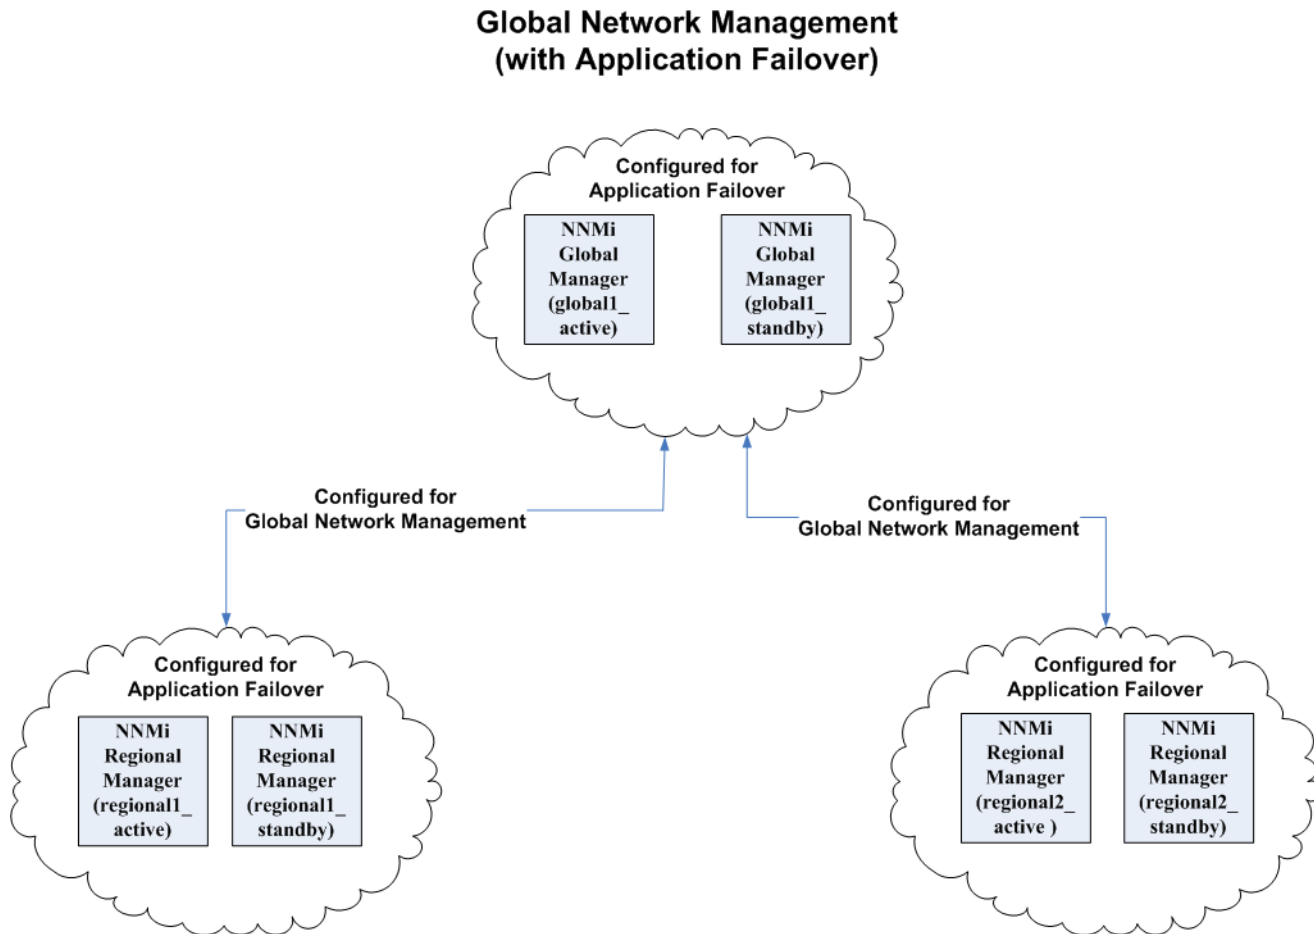 Global Network Management
(with Application Failover)
Configured for
Application Failover
NNMi
Global
Manager
(global1_
active)
NNMi
Global
Manager
(global1_
standby)
Configured for
Global Network Management
Configured for
Global Network Management
Configured for
Application Failover
NNMi
Regional
Manager
(regional1_
active)
NNMi
Regional
Manager
(regional1_
standby)
Configured for
Application Failover
NNMi
Regional
Manager
(regional2_
active )
NNMi
Regional
Manager
(regional2_
standby)